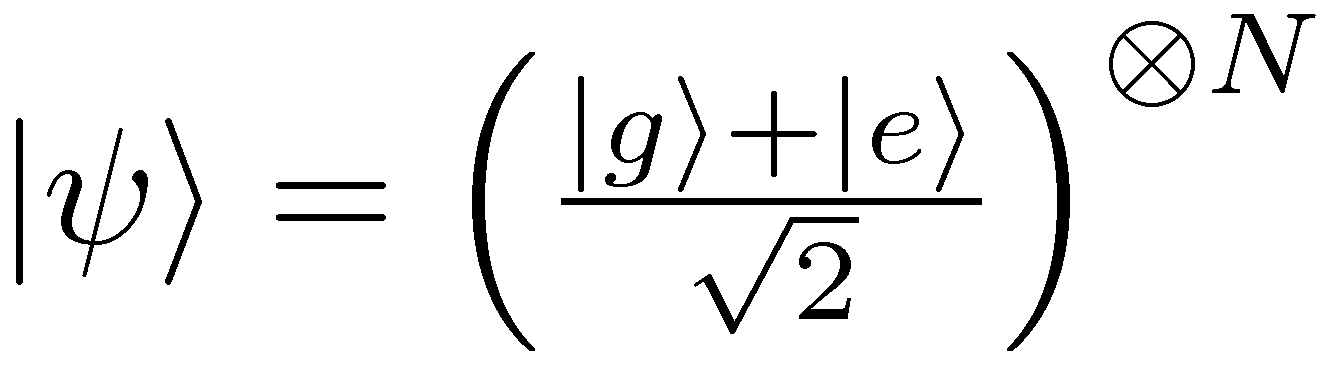 |ψ⟩ = ( (|g⟩+|e⟩) / √2 )^{⊗N}